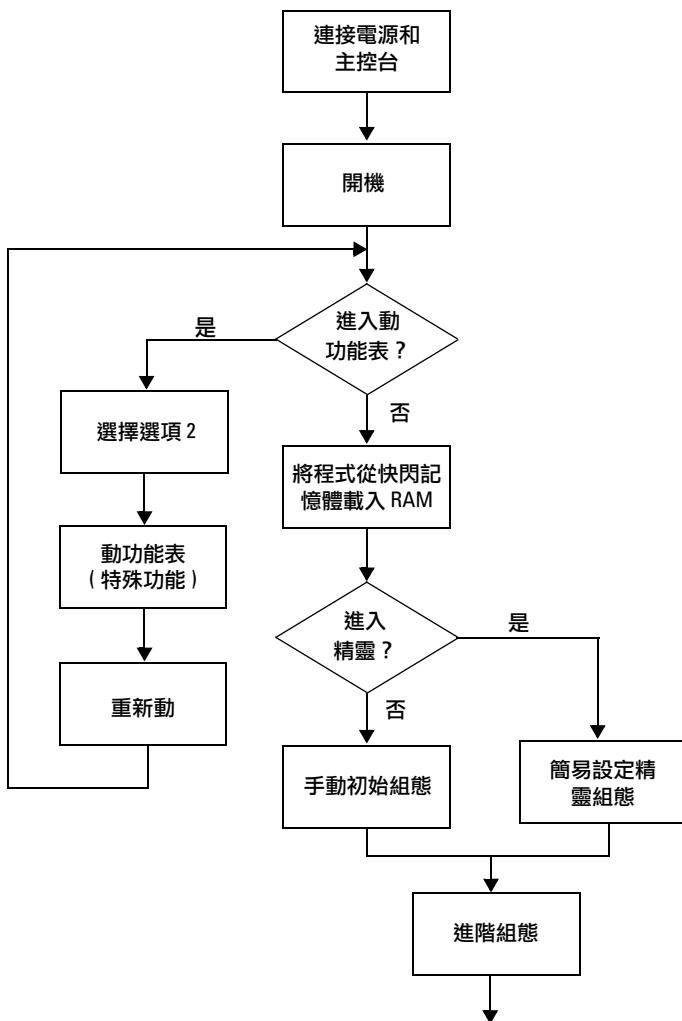 連接電源和
主控台
開機
進入動
功能表？
是
否
選擇選項 2
將程式從快閃記
憶體載入 RAM
動功能表
( 特殊功能 )
進入
精靈？
是
否
重新動
手動初始組態
簡易設定精
靈組態
進階組態